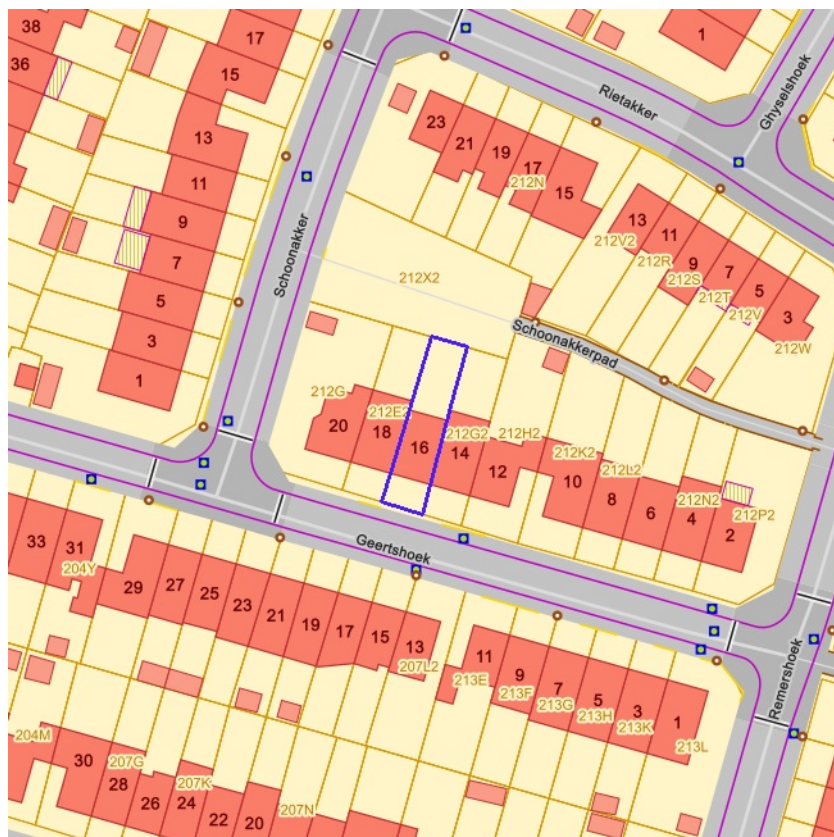 38
17
1
36
15
Ghyselshoek
Rietakker
13
23
21
19
17
212N
15
11
9
7
5
3
1
Schoonakker
212X2
13
11
9
7
5
3
212V2
212R
212S
212T
212V
212W
Schoonakkerpad
212G
20
212E2
18
16
212G2
14
212H2
12
212K2
10
212L2
8
6
212N2
4
212P2
2
Geertshoek
33
31
204Y
29
27
25
23
21
19
17
15
13
207L2
11
213E
9
213F
7
213G
5
213H
3
213K
1
213L
Remershoek
204M
30
207G
28
26
207K
24
22
20
207N